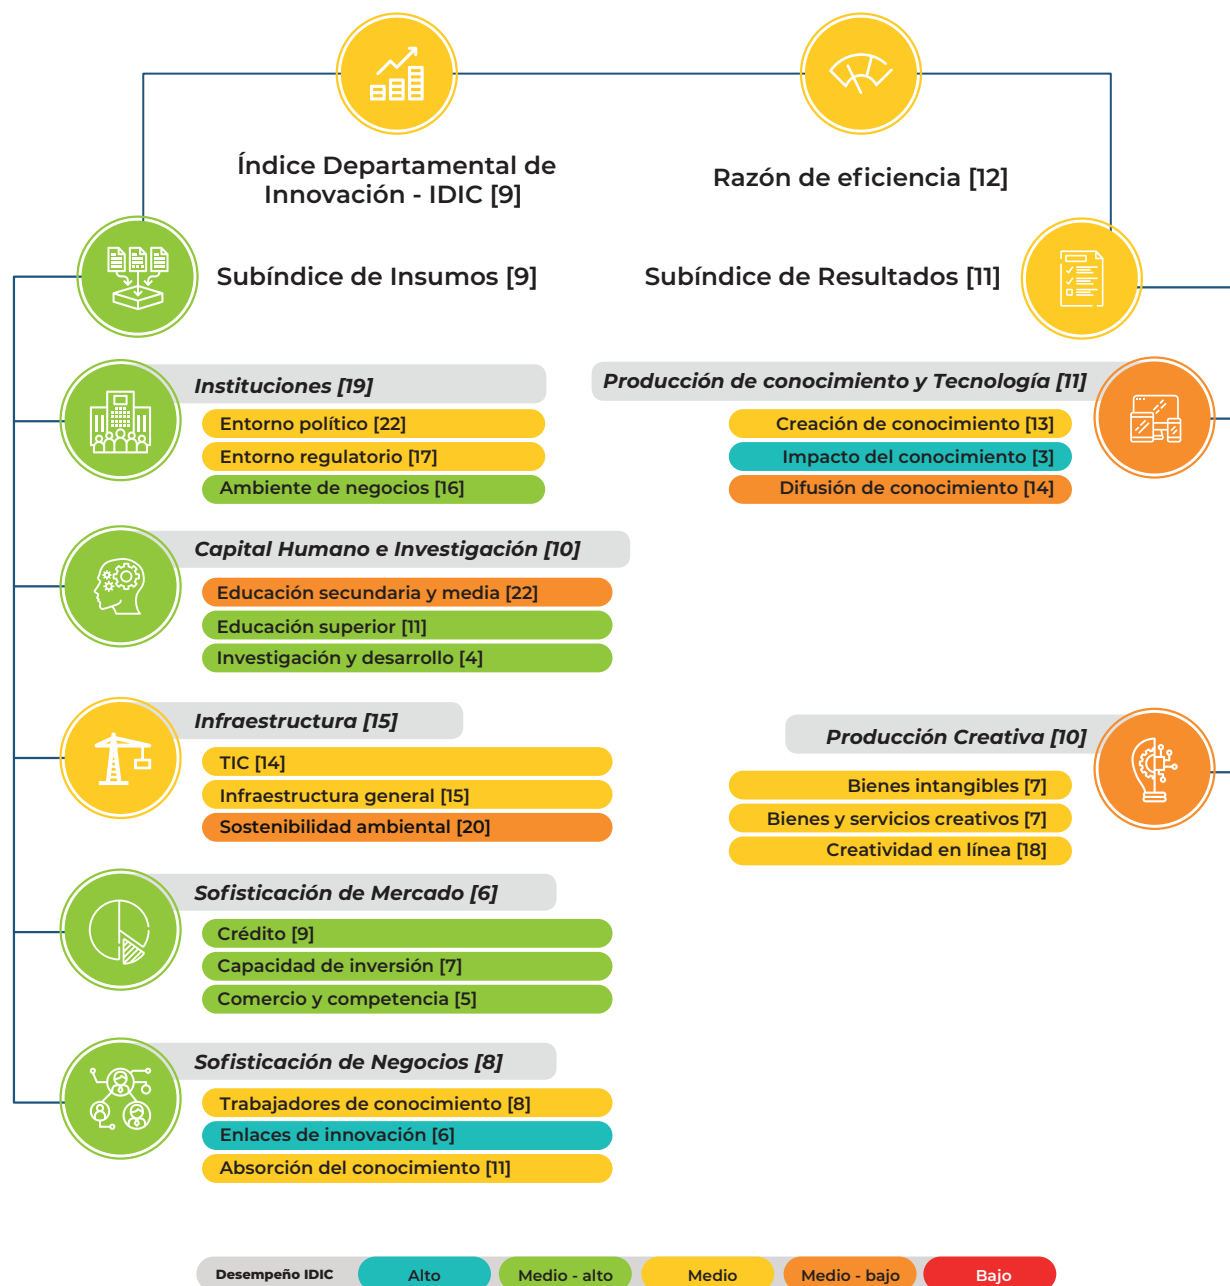 Índice Departamental de
Innovación - IDIC [9]
Razón de eficiencia [12]
Subíndice de Insumos [9]
Subíndice de Resultados [11]
Instituciones [19]
Entorno político [22]
Entorno regulatorio [17]
Ambiente de negocios [16]
Capital Humano e Investigación [10]
Educación secundaria y media [22]
Educación superior [11]
Investigación y desarrollo [4]
Infraestructura [15]
TIC [14]
Infraestructura general [15]
Sostenibilidad ambiental [20]
Sofisticación de Mercado [6]
Crédito [9]
Capacidad de inversión [7]
Comercio y competencia [5]
Sofisticación de Negocios [8]
Trabajadores de conocimiento [8]
Enlaces de innovación [6]
Absorción del conocimiento [11]
Producción de conocimiento y Tecnología [11]
Creación de conocimiento [13]
Impacto del conocimiento [3]
Difusión de conocimiento [14]
Producción Creativa [10]
Bienes intangibles [7]
Bienes y servicios creativos [7]
Creatividad en línea [18]
Desempeño IDIC
Alto
Medio - alto
Medio
Medio - bajo
Bajo